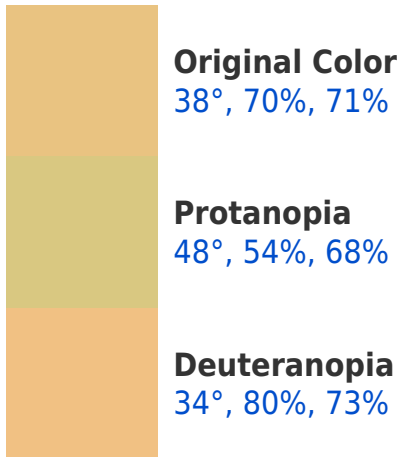 Original Color
38°, 70%, 71%
Protanopia
48°, 54%, 68%
Deuteranopia
34°, 80%, 73%